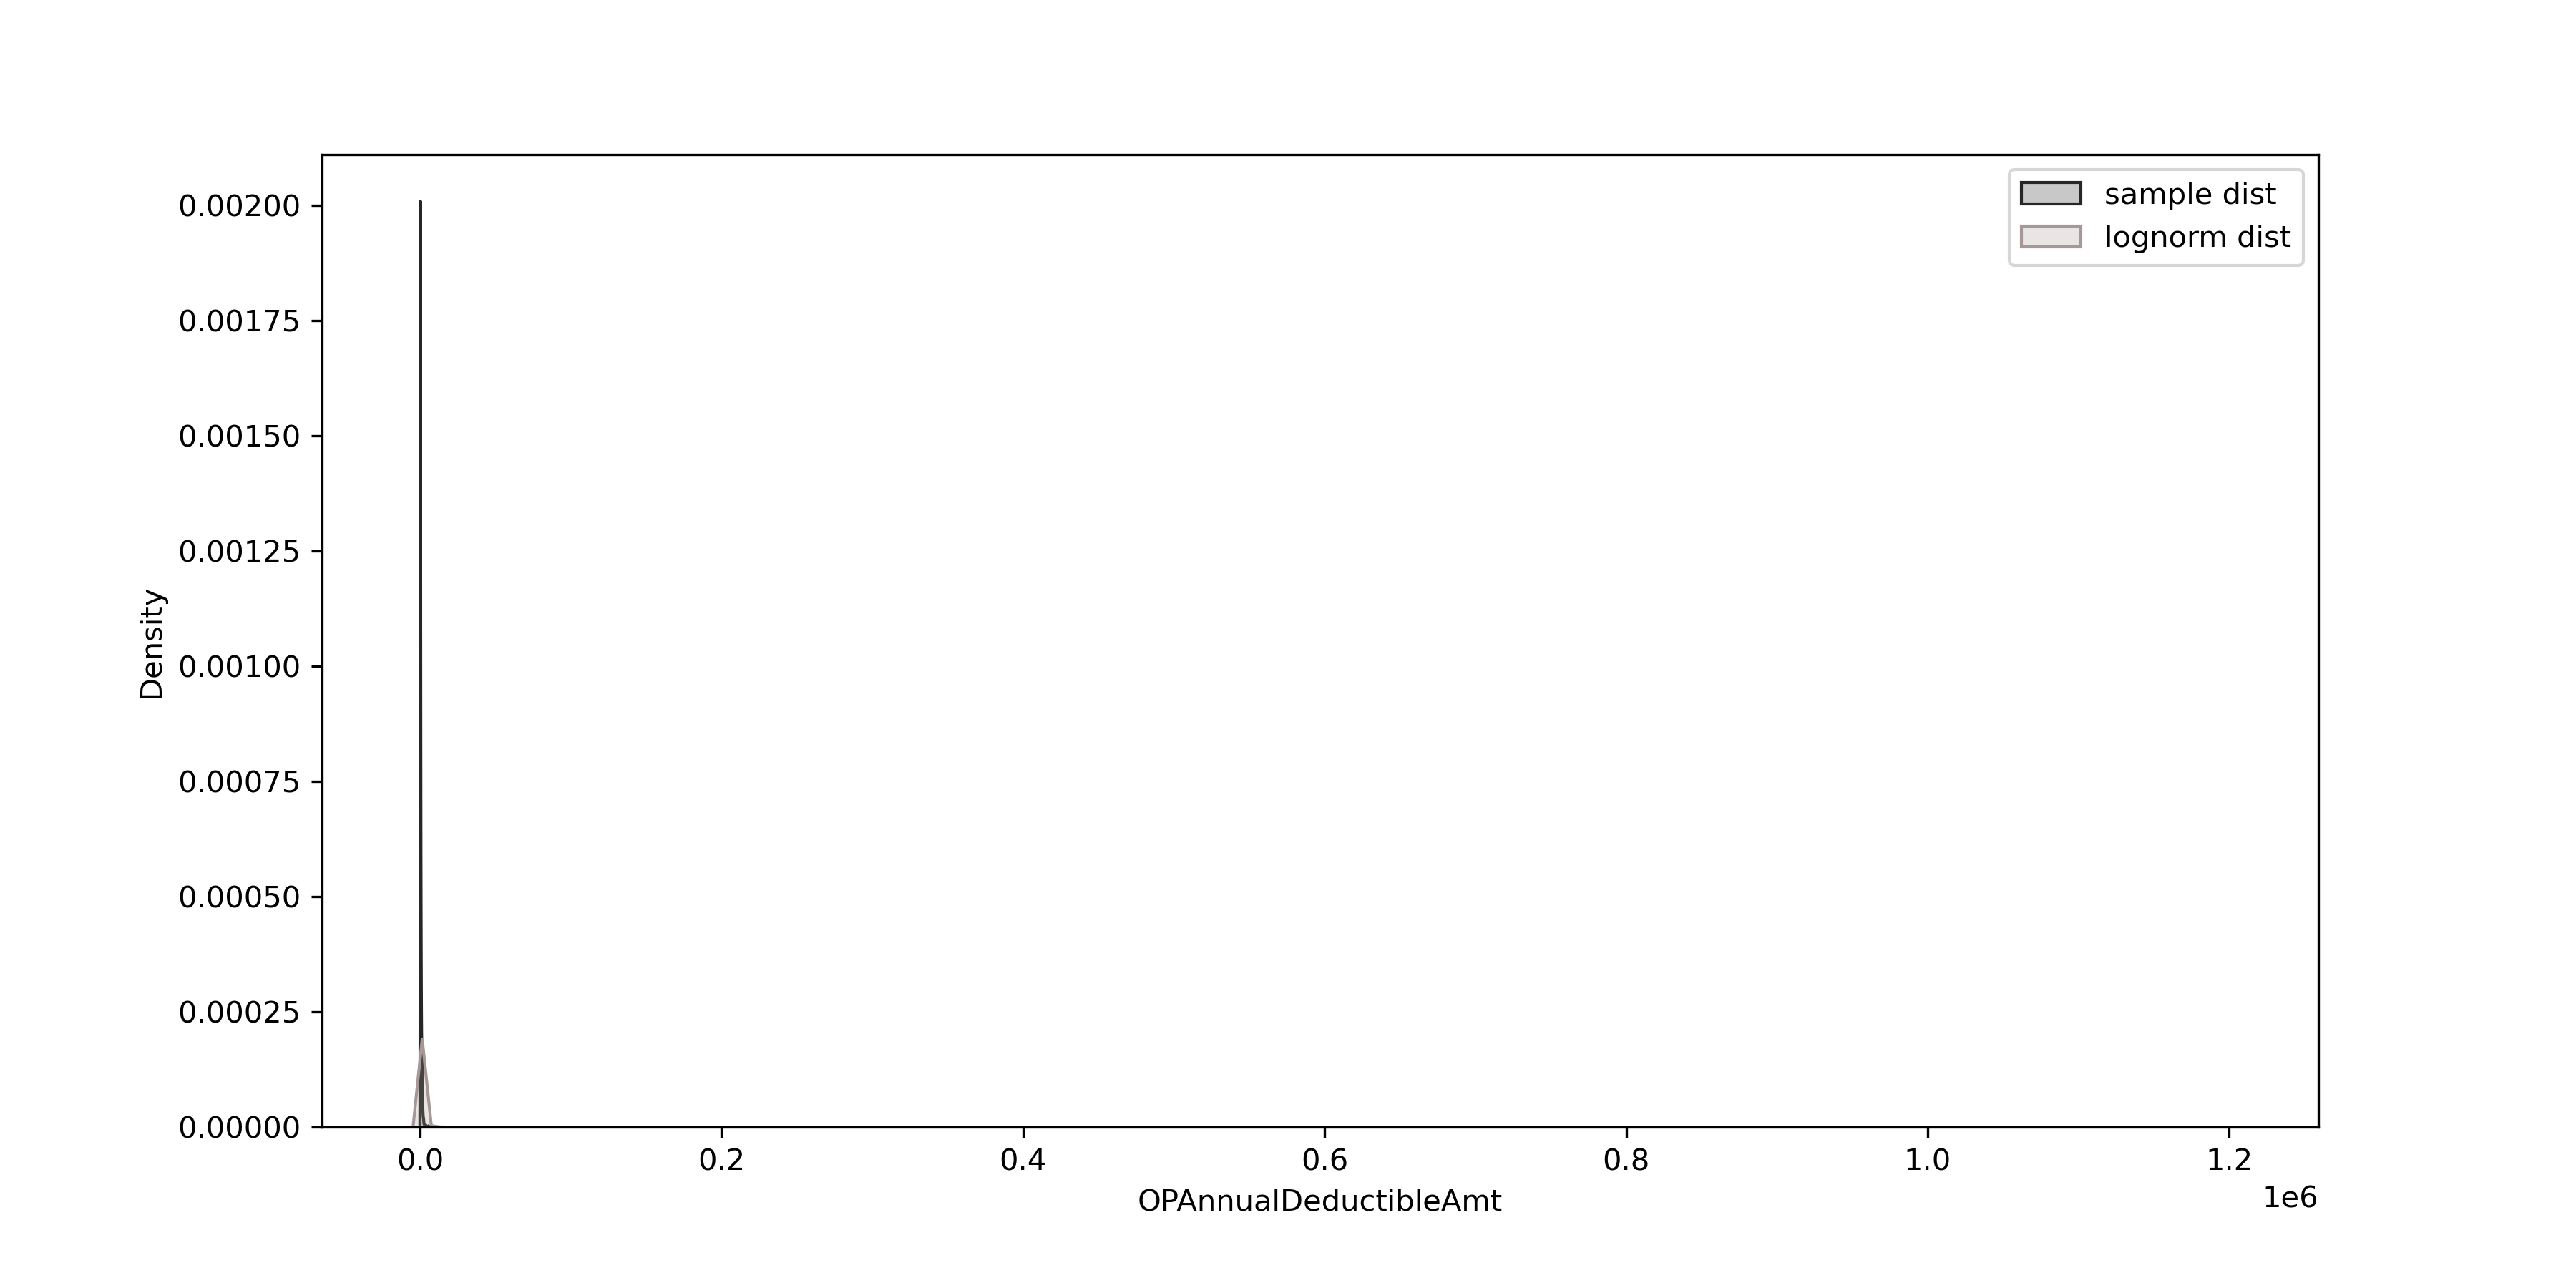 sample dist
lognorm dist
0.00200
0.00175
0.00150
0.00125
0.00100
0.00075
0.00050
0.00025
0.00000
Density
0.0 0.2 0.4 0.6 0.8 1.0 1.2
1e6
OPAnnualDeductibleAmt